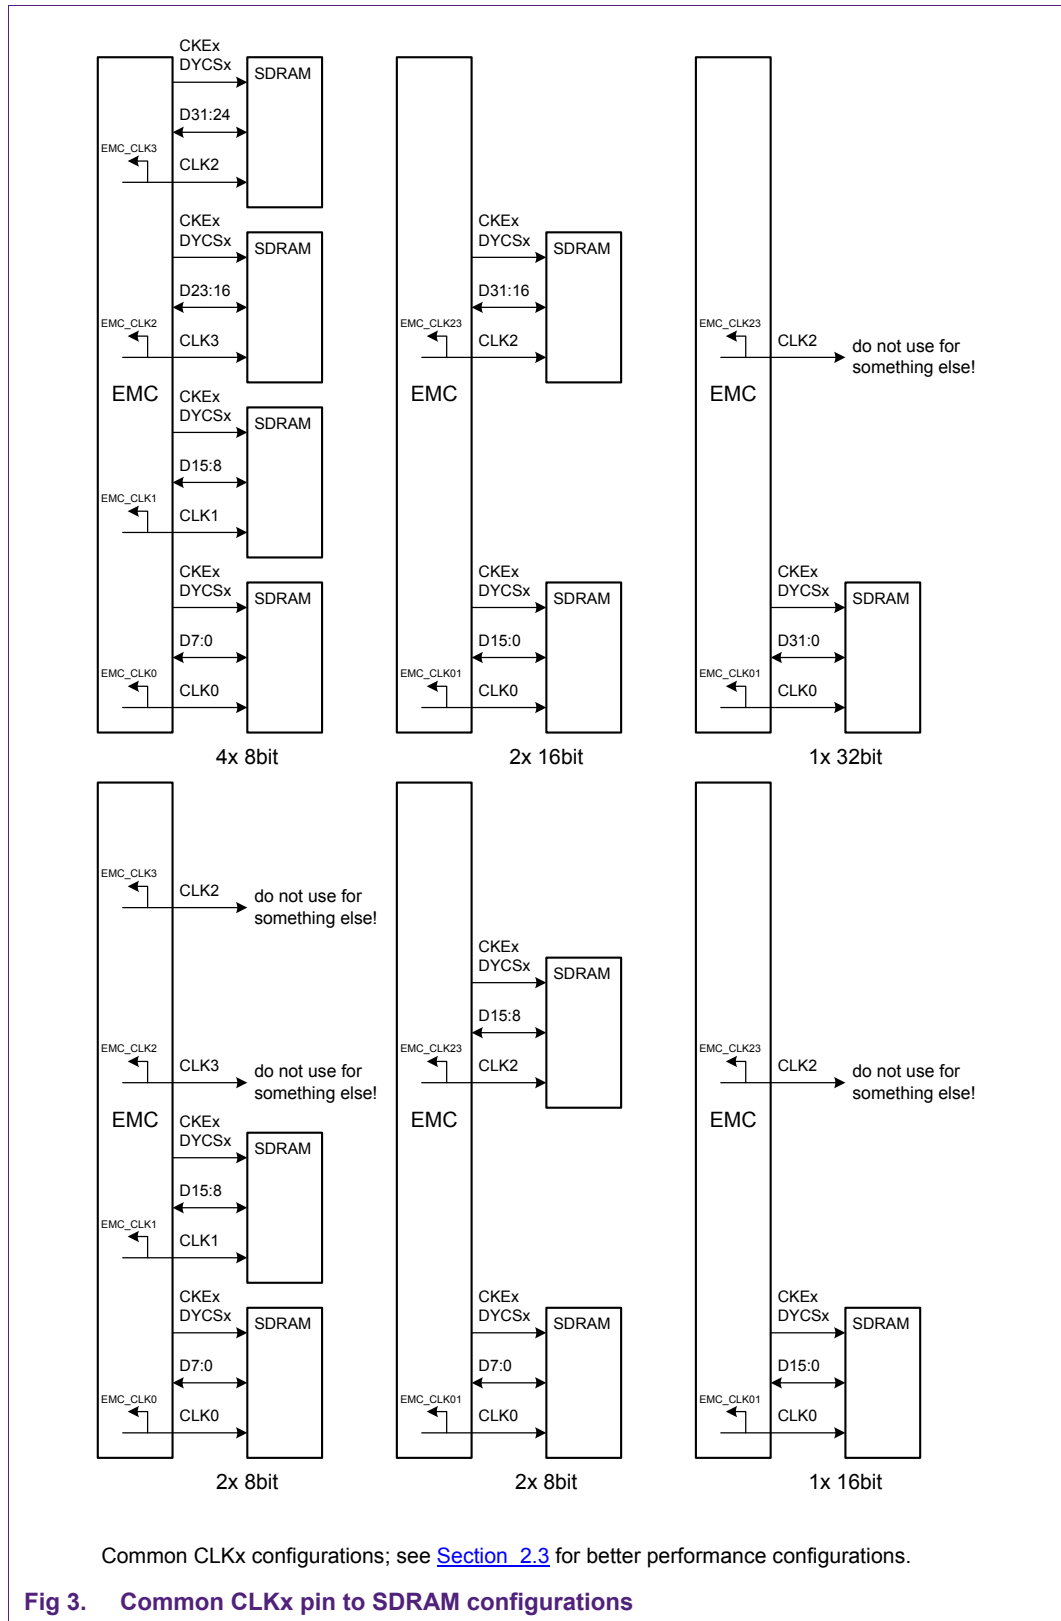 CKEx
DYCSx
SDRAM
D31:24
EMC_CLK3
CLK2
CKEx
DYCSx
SDRAM
D23:16
EMC_CLK2
CLK3
EMC
CKEx
DYCSx
SDRAM
D15:8
EMC_CLK1
CLK1
CKEx
DYCSx
SDRAM
D7:0
EMC_CLK0
CLK0
4x 8bit
CKEx
DYCSx
SDRAM
D31:16
EMC_CLK23
CLK2
EMC
CKEx
DYCSx
SDRAM
D15:0
EMC_CLK01
CLK0
2x 16bit
EMC_CLK23
CLK2
do not use for
something else!
EMC
CKEx
DYCSx
SDRAM
D31:0
EMC_CLK01
CLK0
1x 32bit
EMC_CLK3
CLK2
do not use for
something else!
EMC_CLK2
CLK3
do not use for
something else!
EMC
CKEx
DYCSx
SDRAM
D15:8
EMC_CLK1
CLK1
CKEx
DYCSx
SDRAM
D7:0
EMC_CLK0
CLK0
2x 8bit
CKEx
DYCSx
SDRAM
D15:8
EMC_CLK23
CLK2
EMC
CKEx
DYCSx
SDRAM
D7:0
EMC_CLK01
CLK0
2x 8bit
EMC_CLK23
CLK2
do not use for
something else!
EMC
CKEx
DYCSx
SDRAM
D15:0
EMC_CLK01
CLK0
1x 16bit
Common CLKx configurations; see Section 2.3 for better performance configurations.
Fig 3. Common CLKx pin to SDRAM configurations